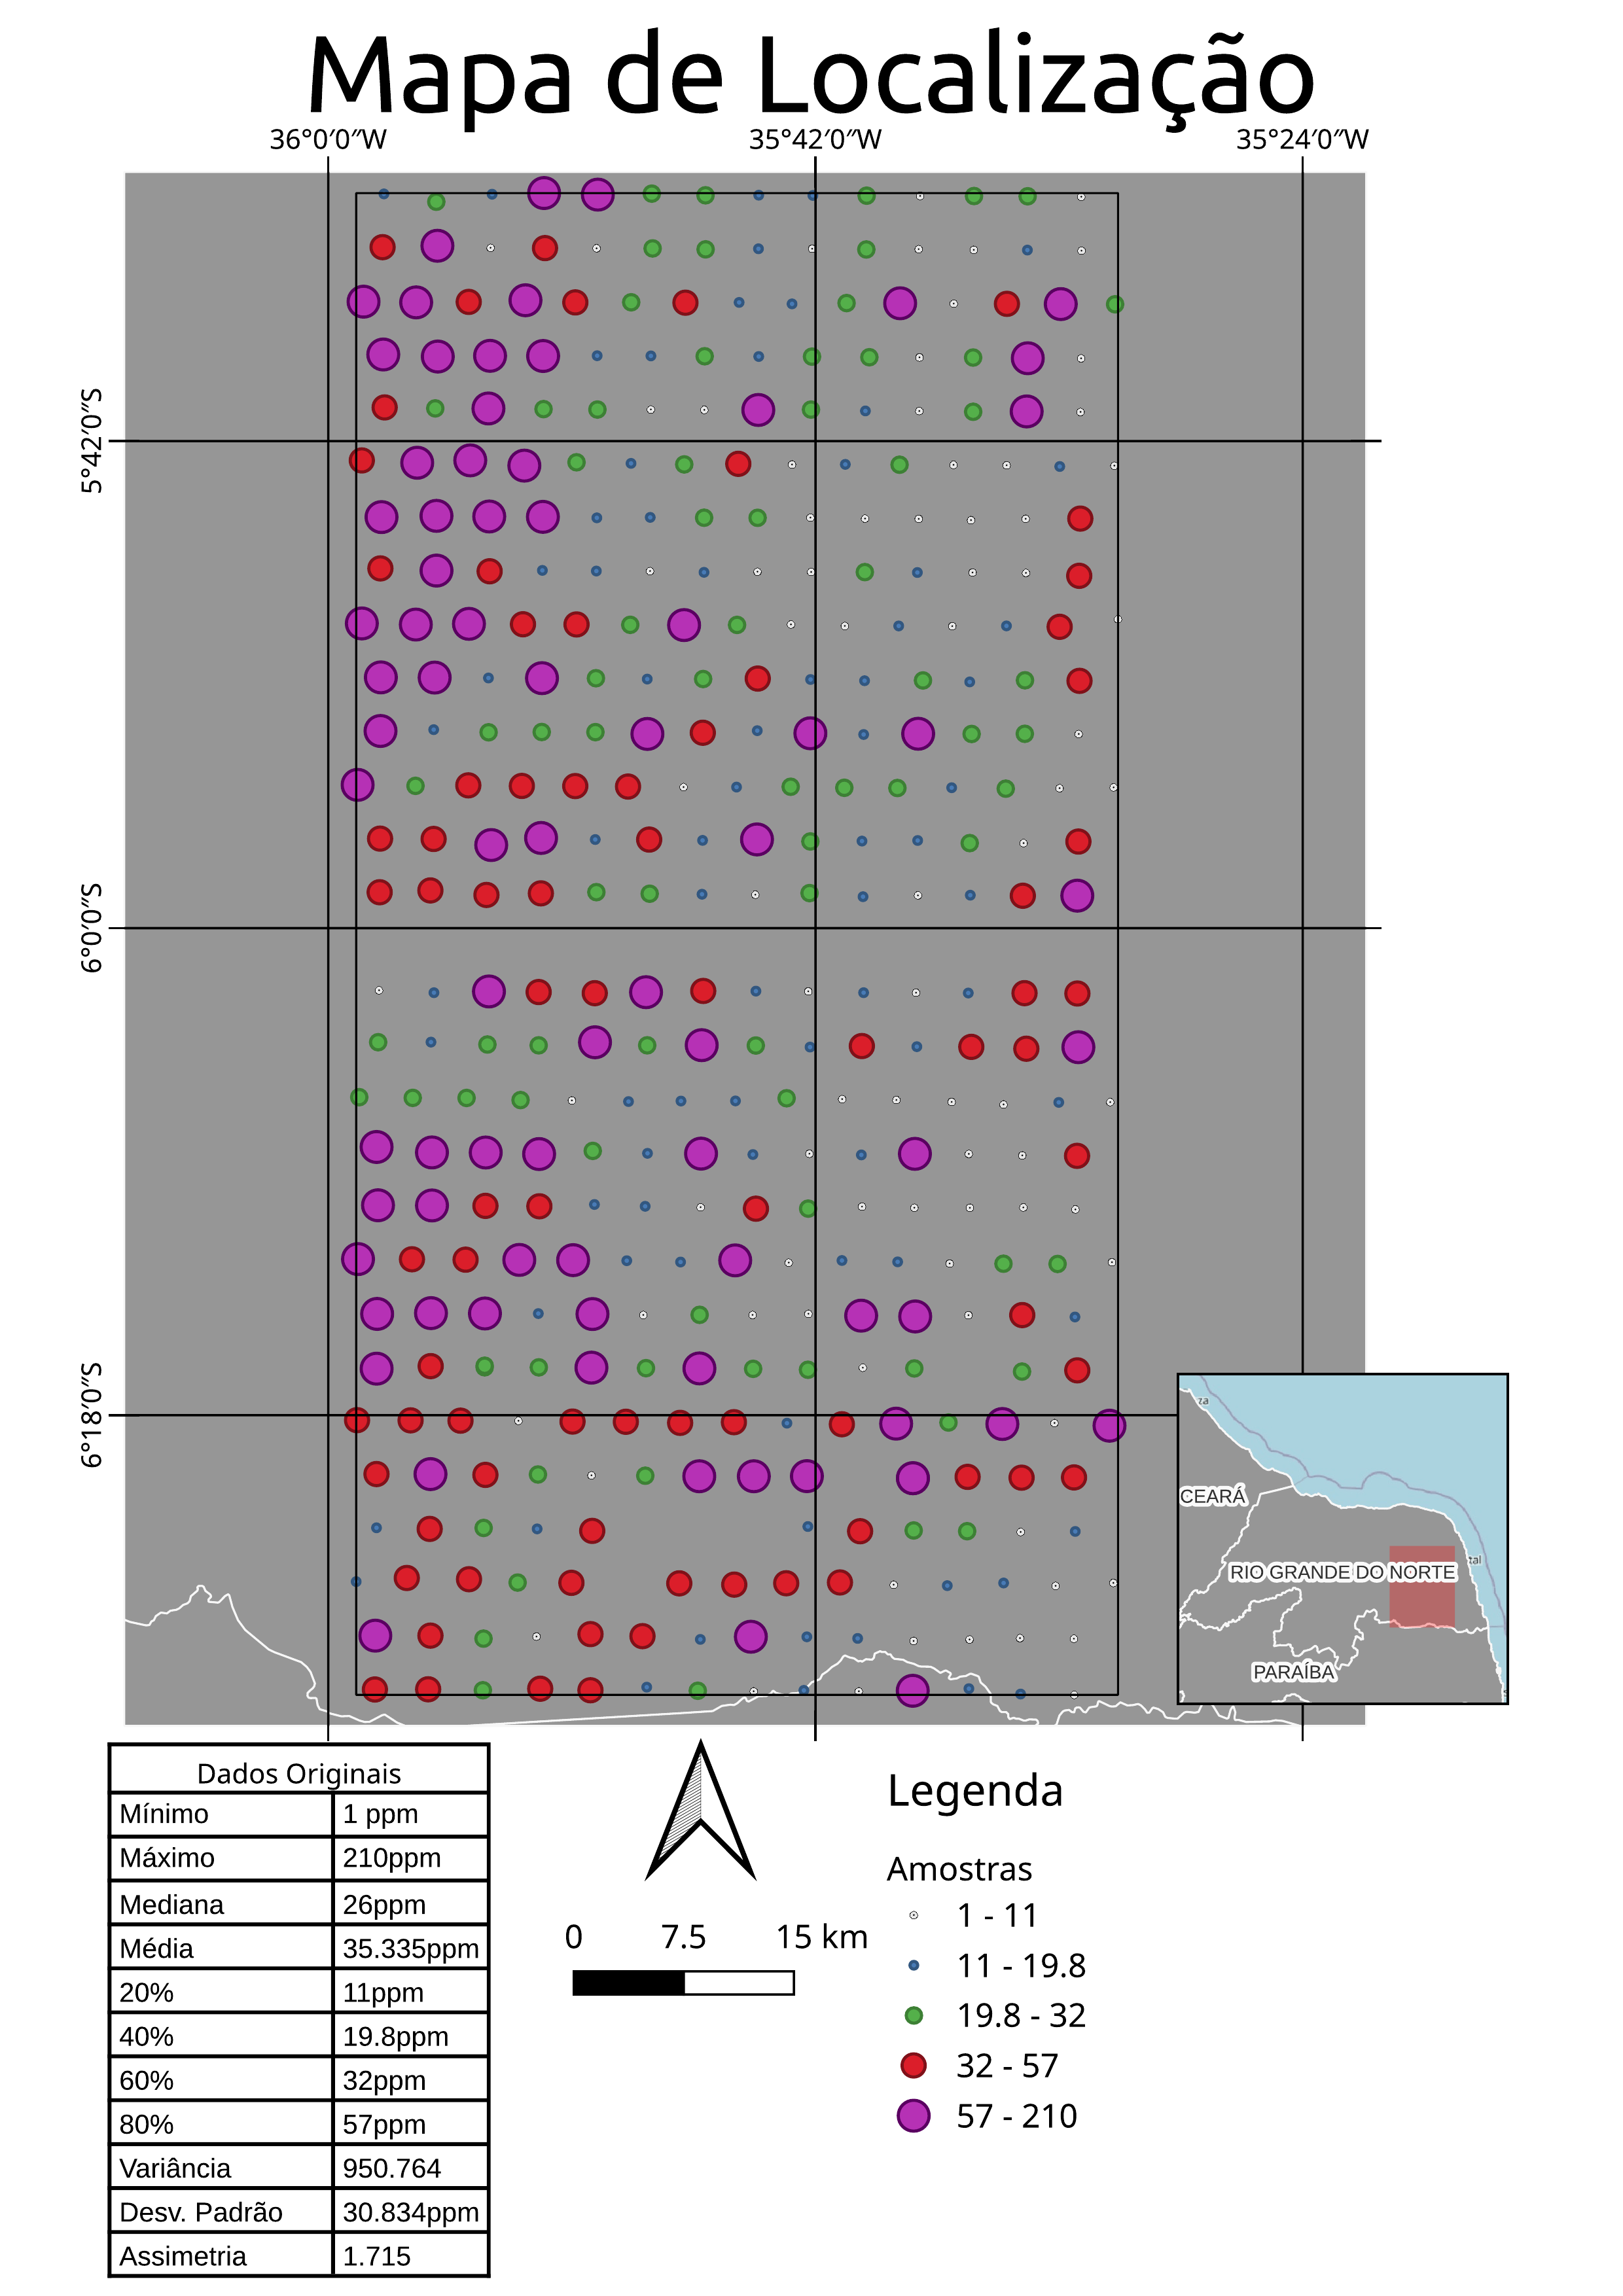 Mapa de Localização
36°0′0″W
35°42′0″W
35°24′0″W
5°42′0″S
6°0′0″S
6°18′0″S
za
CEARÁ
tal
RIO GRANDE DO NORTE
PARAÍBA
Dados Originais
Mínimo 1 ppm
Máximo 210ppm
Mediana 26ppm
Média 35.335ppm
20% 11ppm
40% 19.8ppm
60% 32ppm
80% 57ppm
Variância 950.764
Desv. Padrão 30.834ppm
Assimetria 1.715
0 7.5 15 km
Legenda
Amostras
1 - 11
11 - 19.8
19.8 - 32
32 - 57
57 - 210